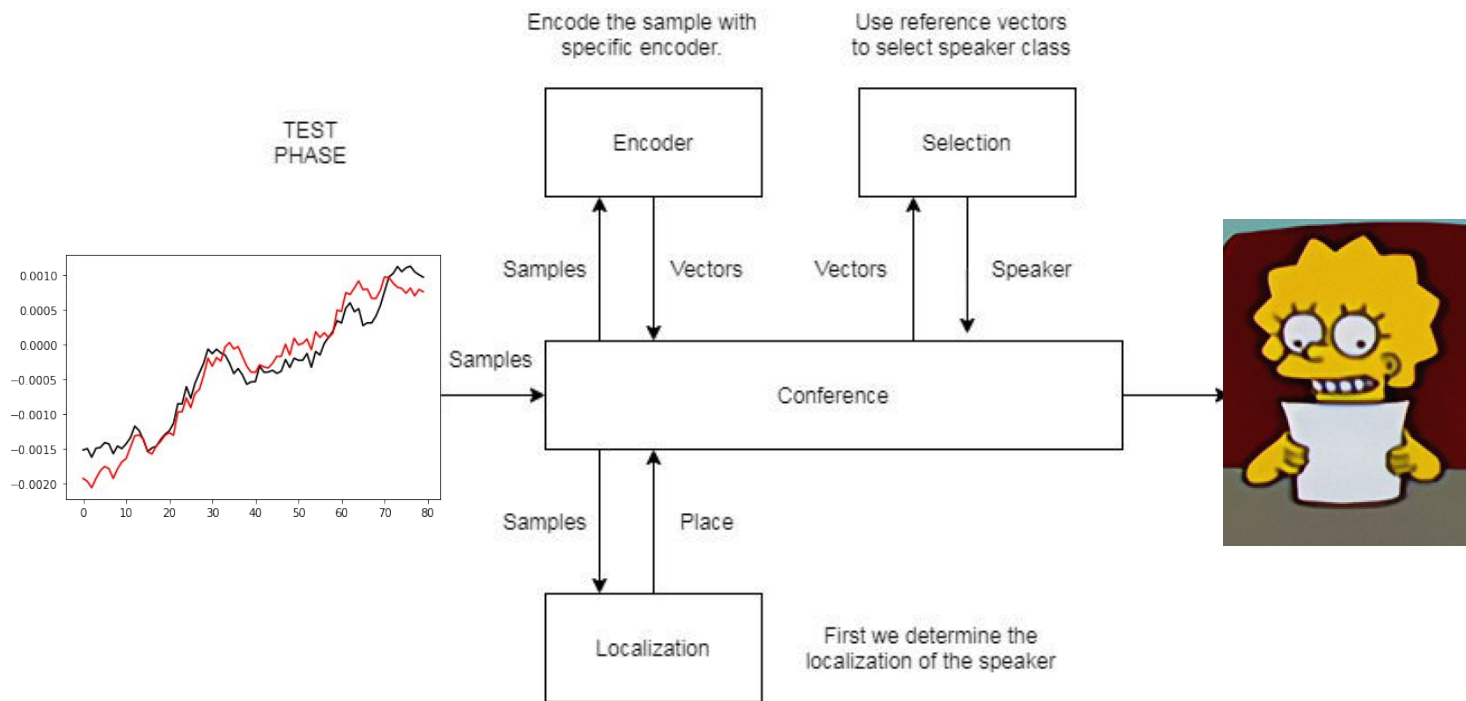 Encode the sample with
specific encoder.
Use reference vectors
to select speaker class
TEST
PHASE
Encoder
Selection
Samples
Vectors
Vectors
Speaker
0.0010
0.0005
0.0000
−0.0005
−0.0010
−0.0015
−0.0020
0 10 20 30 40 50 60 70 80
Samples
Conference
Samples
Place
Localization
First we determine the
localization of the speaker